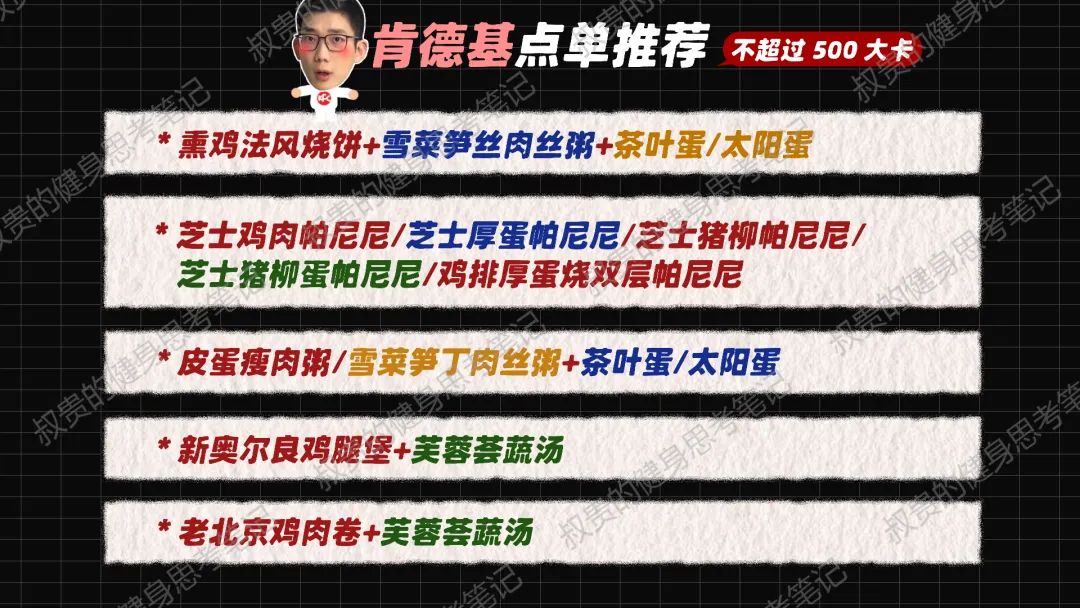 肯德基点单推荐 不超过 500 大卡
* 熏鸡法风烧饼+雪菜笋丝肉丝粥+茶叶蛋/太阳蛋
* 芝士鸡肉帕尼尼/芝士厚蛋帕尼尼/芝士猪柳帕尼尼/
芝士猪柳蛋帕尼尼/鸡排厚蛋烧双层帕尼尼
* 皮蛋瘦肉粥/雪菜笋丁肉丝粥+茶叶蛋/太阳蛋
* 新奥尔良鸡腿堡+芙蓉荟蔬汤
* 老北京鸡肉卷+芙蓉荟蔬汤
叔贵的健身思考笔记